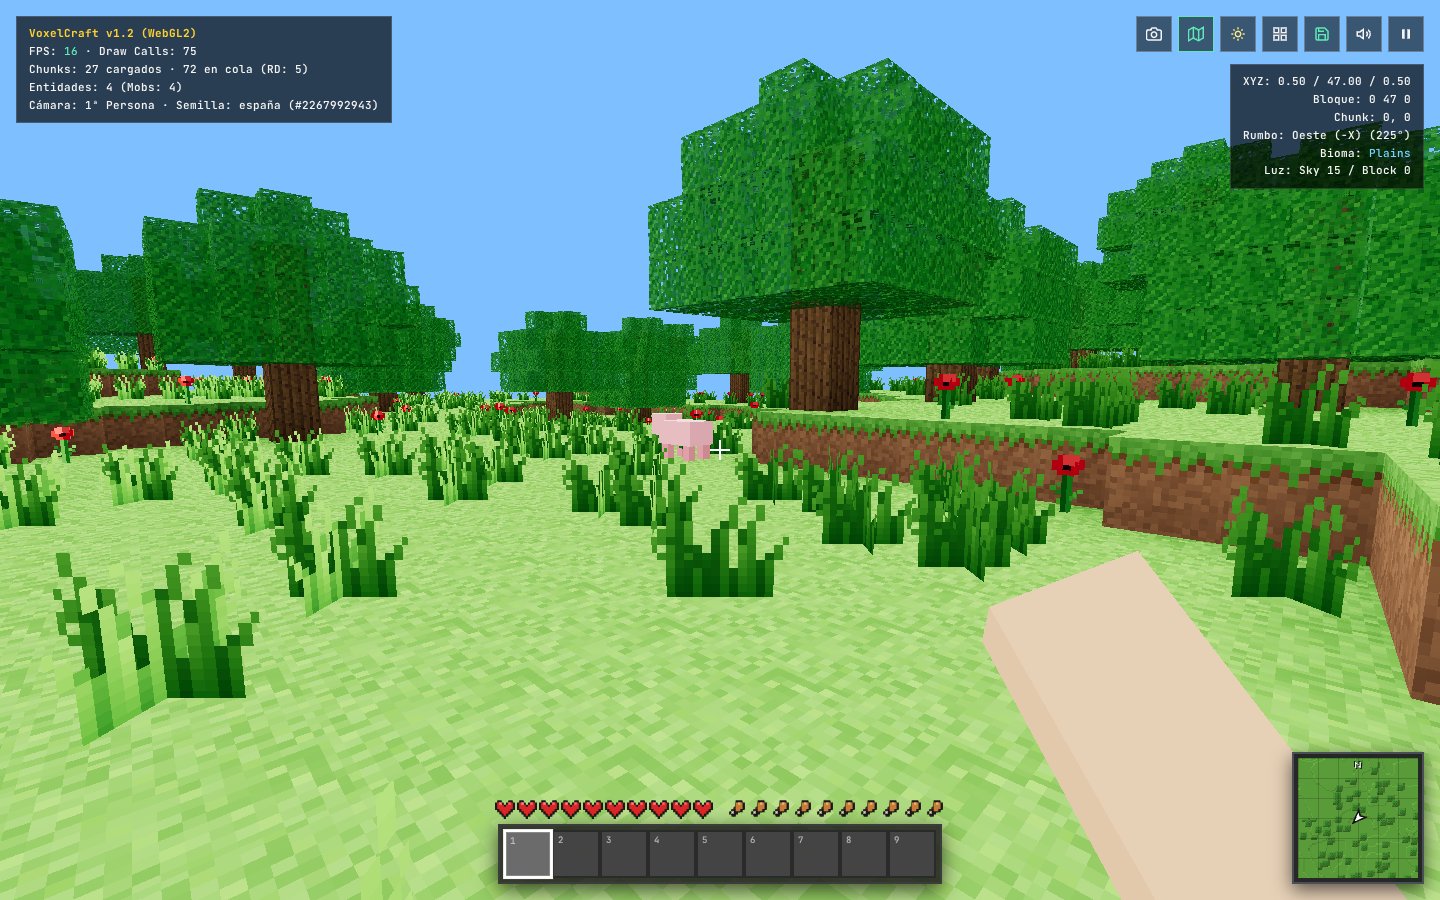 VoxelCraft v1.2 (WebGL2)
FPS: 16 · Draw Calls: 75
Chunks: 27 cargados · 72 en cola (RD: 5)
Entidades: 4 (Mobs: 4)
Cámara: 1ª Persona · Semilla: españa (#2267992943)
XYZ: 0.50 / 47.00 / 0.50
Bloque: 0 47 0
Chunk: 0, 0
Rumbo: Oeste (-X) (225°)
Bioma: Plains
Luz: Sky 15 / Block 0
N
1 2 3 4 5 6 7 8 9